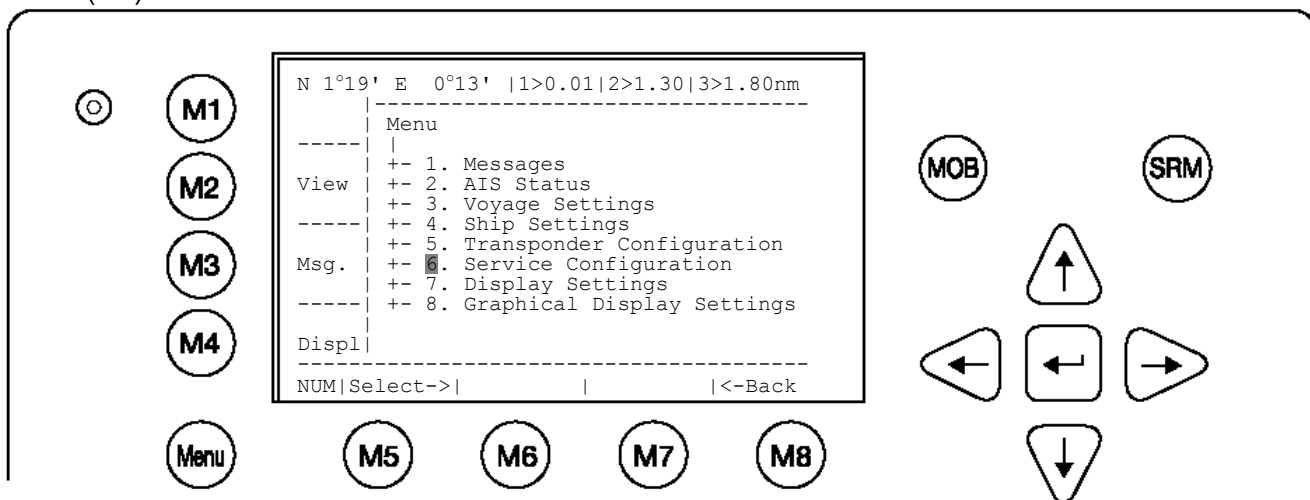 N 1°19' E 0°13' |1>0.01|2>1.30|3>1.80nm
Menu
+- 1. Messages
View | +- 2. AIS Status
+- 3. Voyage Settings
+- 4. Ship Settings
+- 5. Transponder Configuration
Msg. | +- 6. Service Configuration
+- 7. Display Settings
+- 8. Graphical Display Settings
Displ|
NUM|Select->| | |<-Back
M1
M2
M3
M4
Menu
M5 M6 M7 M8
MOB SRM